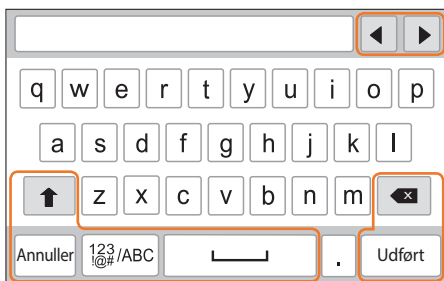 q w e r t y u i o p
a s d f g h j k l
z x c v b n m
Annuller 123 !@# /ABC . Udført